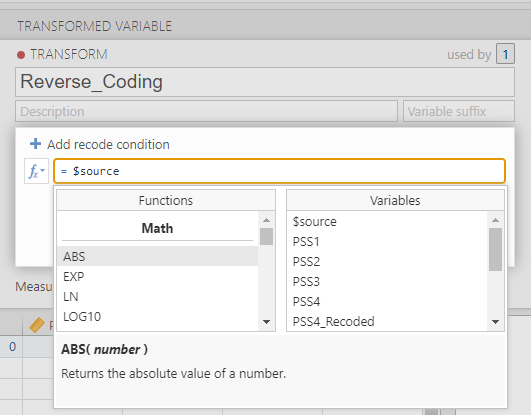 TRANSFORMED VARIABLE
TRANSFORM used by 1
Reverse_Coding
Description Variable suffix
+ Add recode condition
fx = $source
Functions Variables
Math
ABS
EXP
LN
LOG10
$source
PSS1
PSS2
PSS3
PSS4
PSS4_Recoded
Measu
0
ABS( number )
Returns the absolute value of a number.